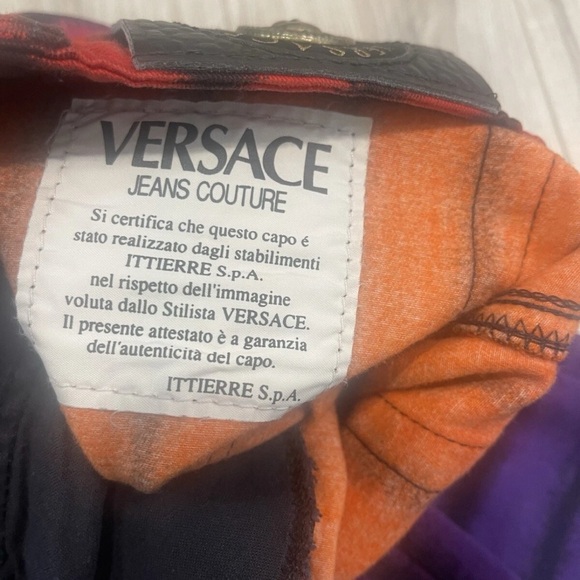 VERSACE
JEANS COUTURE
Si certifica che questo capo é
stato realizzato dagli stabilimenti
ITTIERRE S.p.A.
nel rispetto dell'immagine
voluta dallo Stilista VERSACE.
Il presente attestato è a garanzia
dell'autenticità del capo.
ITTIERRE S.p.A.